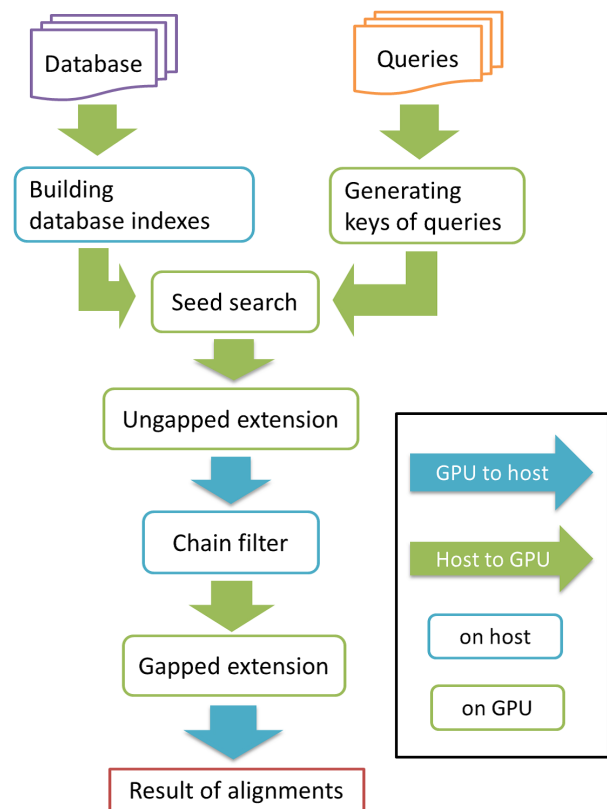 Database
Queries
Building
database indexes
Generating
keys of queries
Seed search
Ungapped extension
Chain filter
Gapped extension
Result of alignments
GPU to host
Host to GPU
on host
on GPU